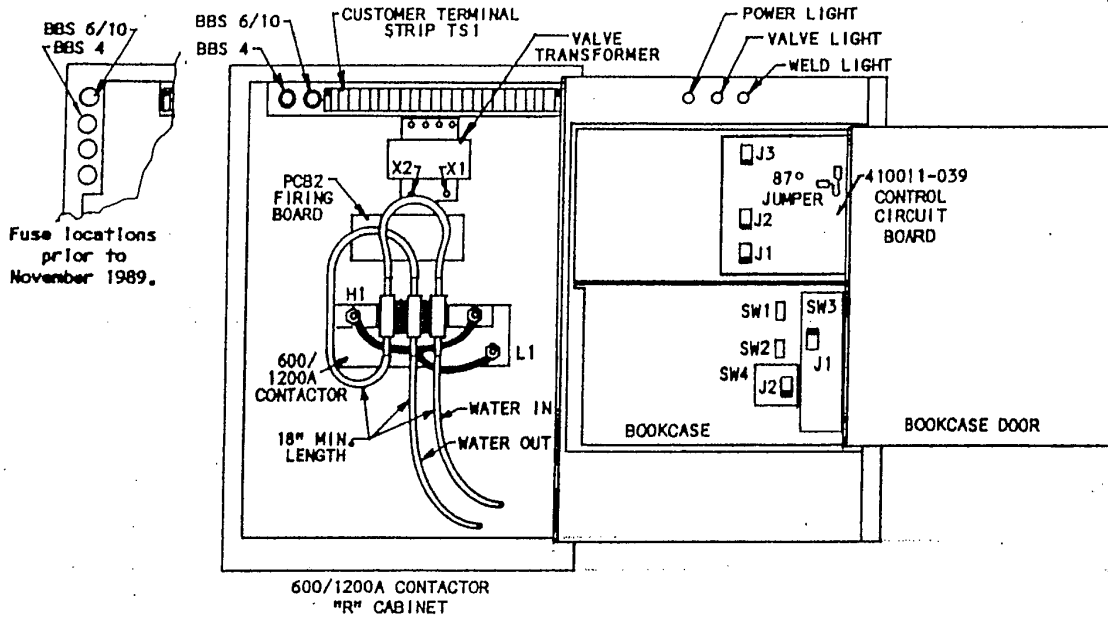 BBS 6/10
BBS 4
Fuse locations
prior to
November 1989.
BBS 6/10
BBS 4
CUSTOMER TERMINAL
STRIP TS1
VALVE
TRANSFORMER
X2
X1
PCB2
FIRING
BOARD
H1
L1
600/
1200A
CONTACTOR
18" MIN.
LENGTH
WATER IN
WATER OUT
600/1200A CONTACTOR
"R" CABINET
POWER LIGHT
VALVE LIGHT
WELD LIGHT
J3
87°
JUMPER
J2
J1
410011-039
CONTROL
CIRCUIT
BOARD
SW1
SW3
SW2
J1
SW4
J2
BOOKCASE
BOOKCASE DOOR